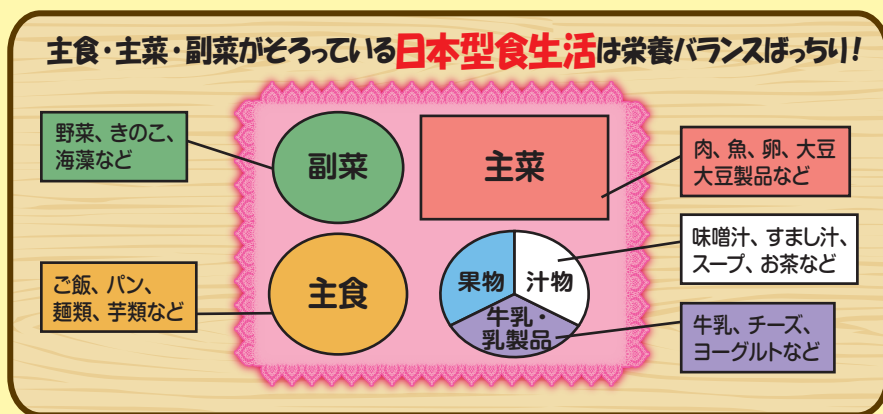 主食・主菜・副菜がそろっている日本型食生活は栄養バランスばっちり!
野菜、きのこ、
海藻など
副菜
主菜
肉、魚、卵、大豆
大豆製品など
ご飯、パン、
麺類、芋類など
主食
果物
汁物
牛乳・
乳製品
味噌汁、すまし汁、
スープ、お茶など
牛乳、チーズ、
ヨーグルトなど